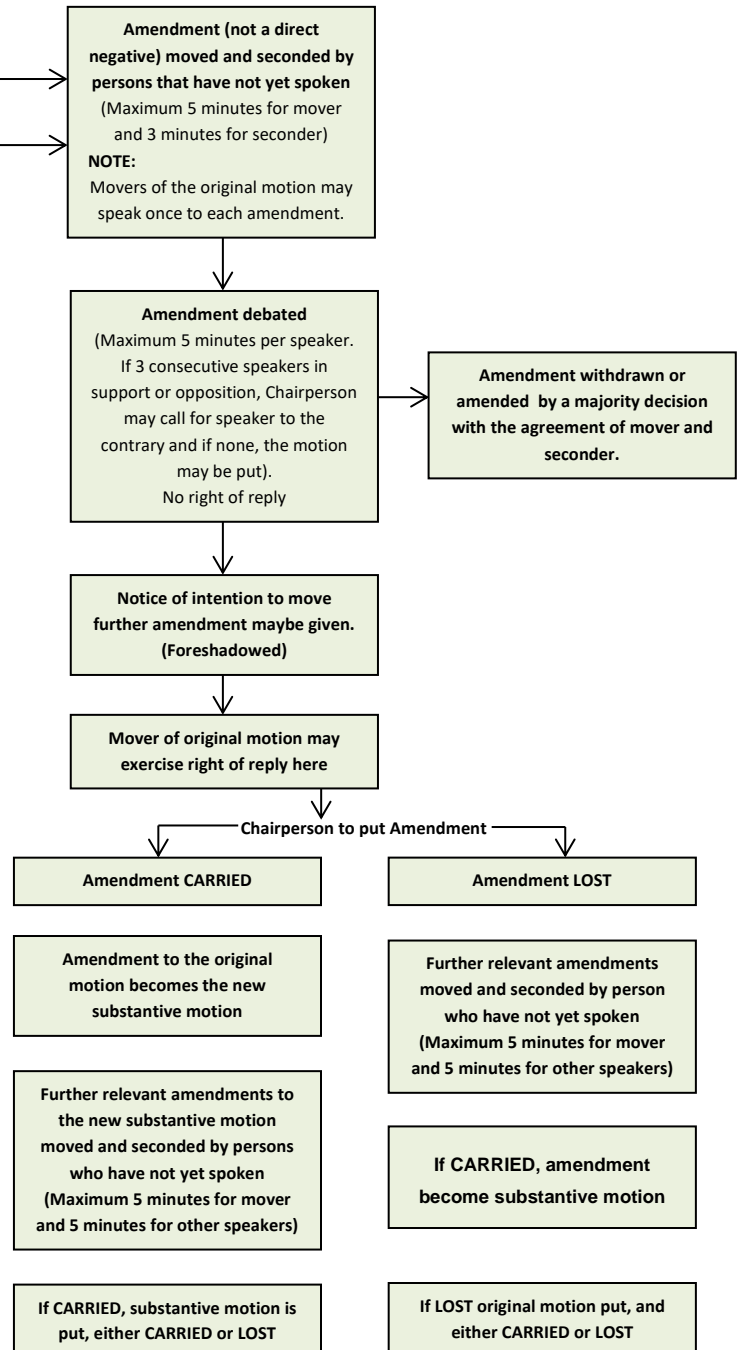 Amendment (not a direct
negative) moved and seconded by
persons that have not yet spoken
(Maximum 5 minutes for mover
and 3 minutes for seconder)
NOTE:
Movers of the original motion may
speak once to each amendment.
Amendment debated
(Maximum 5 minutes per speaker.
If 3 consecutive speakers in
support or opposition, Chairperson
may call for speaker to the
contrary and if none, the motion
may be put).
No right of reply
Amendment withdrawn or
amended by a majority decision
with the agreement of mover and
seconder.
Notice of intention to move
further amendment maybe given.
(Foreshadowed)
Mover of original motion may
exercise right of reply here
Chairperson to put Amendment
Amendment CARRIED
Amendment to the original
motion becomes the new
substantive motion
Further relevant amendments to
the new substantive motion
moved and seconded by persons
who have not yet spoken
(Maximum 5 minutes for mover
and 5 minutes for other speakers)
If CARRIED, substantive motion is
put, either CARRIED or LOST
Amendment LOST
Further relevant amendments
moved and seconded by person
who have not yet spoken
(Maximum 5 minutes for mover
and 5 minutes for other speakers)
If CARRIED, amendment
become substantive motion
If LOST original motion put, and
either CARRIED or LOST